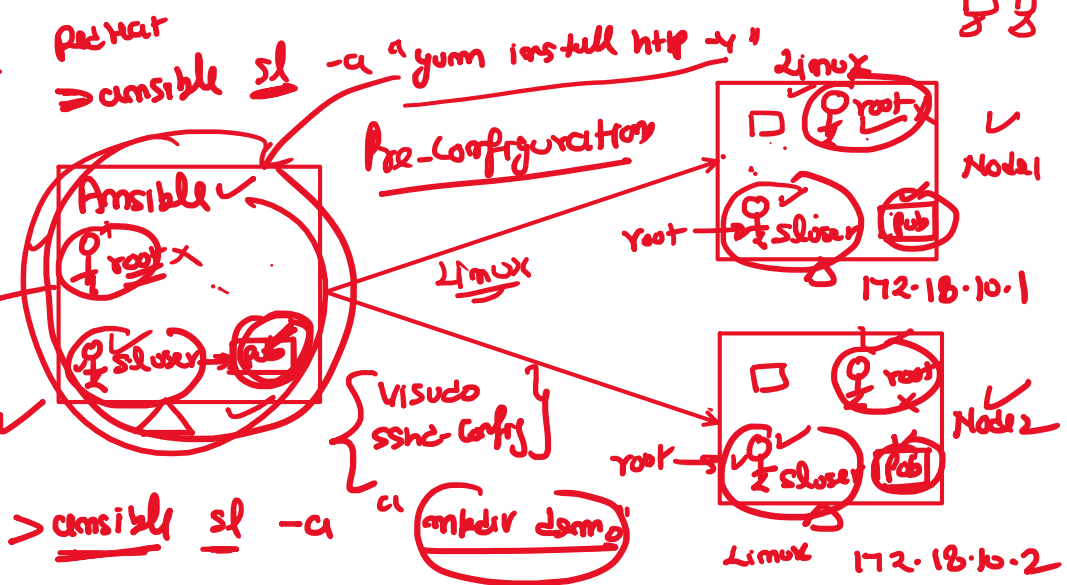 RedHat
> ansible sl -a "yum install http -y"
Linux
Pre-Configuration
Ansible
root
sluser
pub
Linux
root
root
sluser
pub
Node1
172.18.10.1
Visudo
sshd-config
root
root
sluser
pub
Node2
> ansible sl -a "mkdir demo"
Linux
172.18.10.2